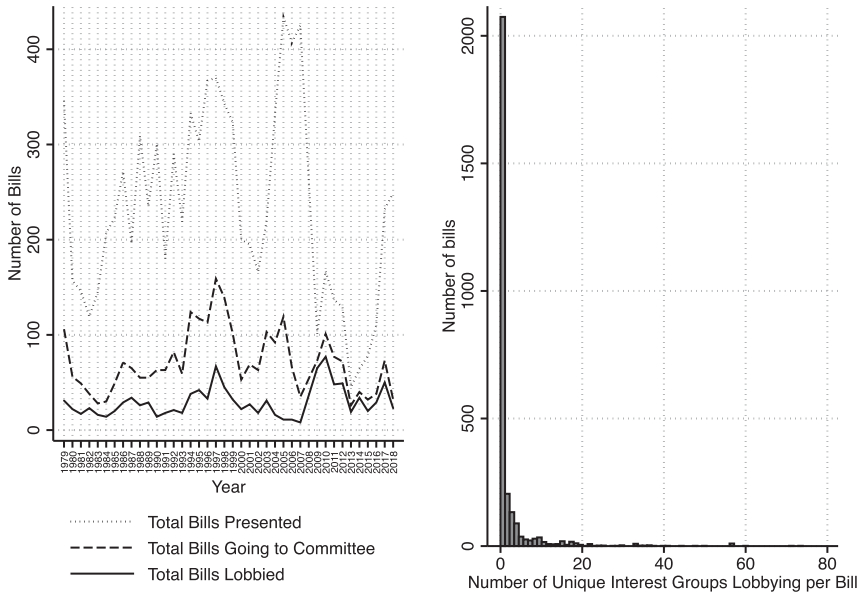 Number of Bills
400
300
200
100
0
1979 1980 1981 1982 1983 1984 1985 1986 1987 1988 1989 1990 1991 1992 1993 1994 1995 1996 1997 1998 1999 2000 2001 2002 2003 2004 2005 2006 2007 2008 2009 2010 2011 2012 2013 2014 2015 2016 2017 2018
Year
Total Bills Presented
Total Bills Going to Committee
Total Bills Lobbied
Number of bills
2000
1500
1000
500
0
0 20 40 60 80
Number of Unique Interest Groups Lobbying per Bill